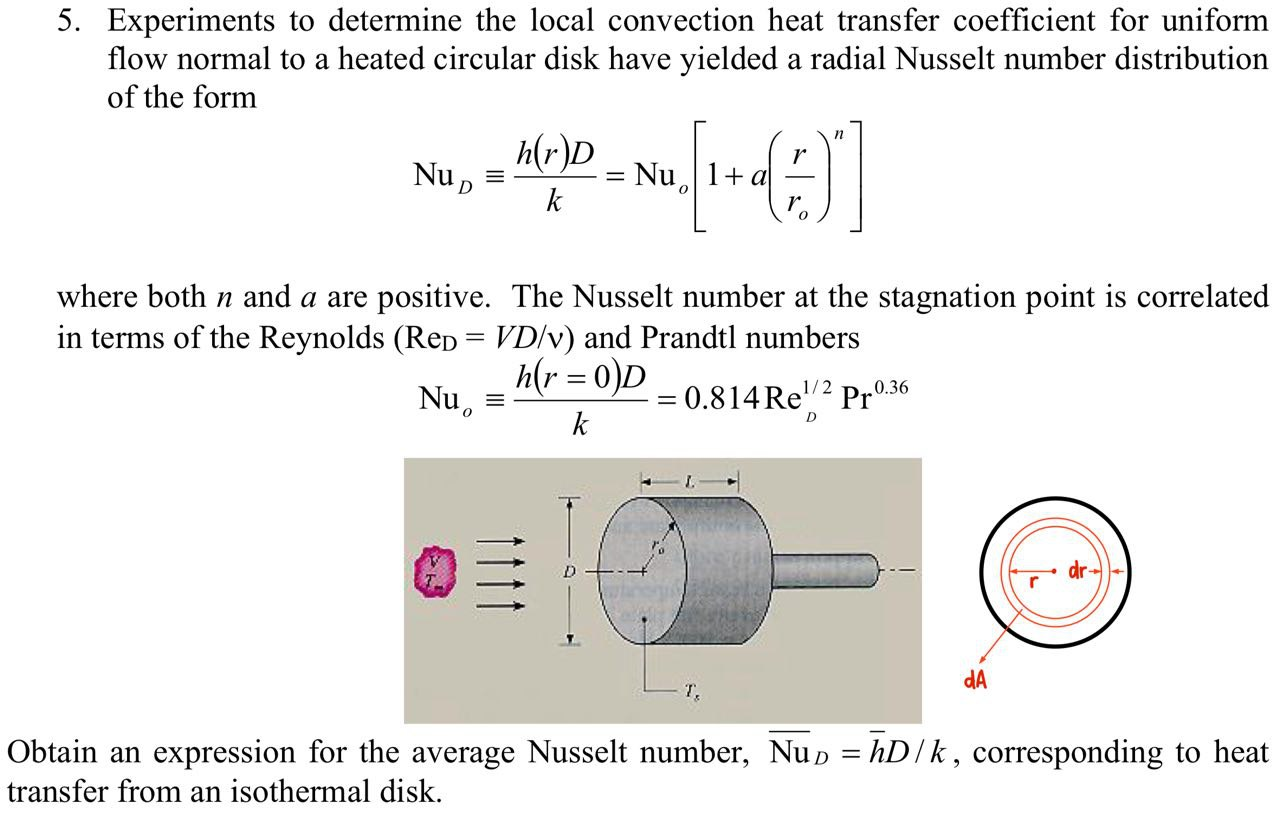 5. Experiments to determine the local convection heat transfer coefficient for uniform
flow normal to a heated circular disk have yielded a radial Nusselt number distribution
of the form
Nu_D ≡ h(r)D / k = Nu_o [1 + a(r / r_o)^n]
where both n and a are positive. The Nusselt number at the stagnation point is correlated
in terms of the Reynolds (Re_D = VD/ν) and Prandtl numbers
Nu_o ≡ h(r = 0)D / k = 0.814 Re_D^{1/2} Pr^{0.36}
L
V
T∞
D
r_o
T_s
r
dr
dA
Obtain an expression for the average Nusselt number, N̅u̅_D = h̅D / k, corresponding to heat
transfer from an isothermal disk.